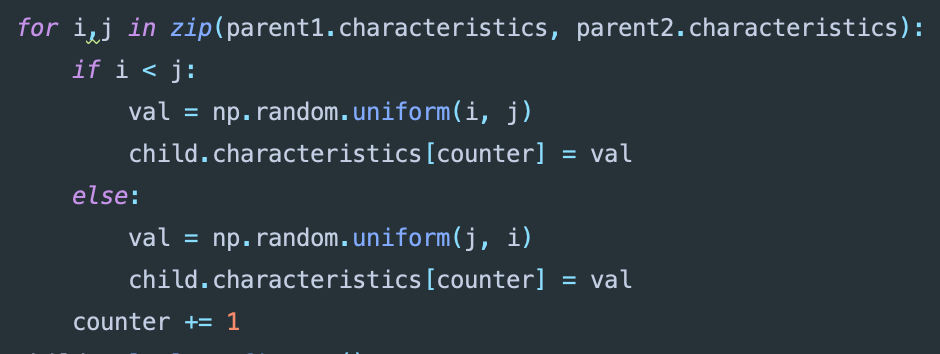 for i,j in zip(parent1.characteristics, parent2.characteristics):
    if i < j:
        val = np.random.uniform(i, j)
        child.characteristics[counter] = val
    else:
        val = np.random.uniform(j, i)
        child.characteristics[counter] = val
    counter += 1